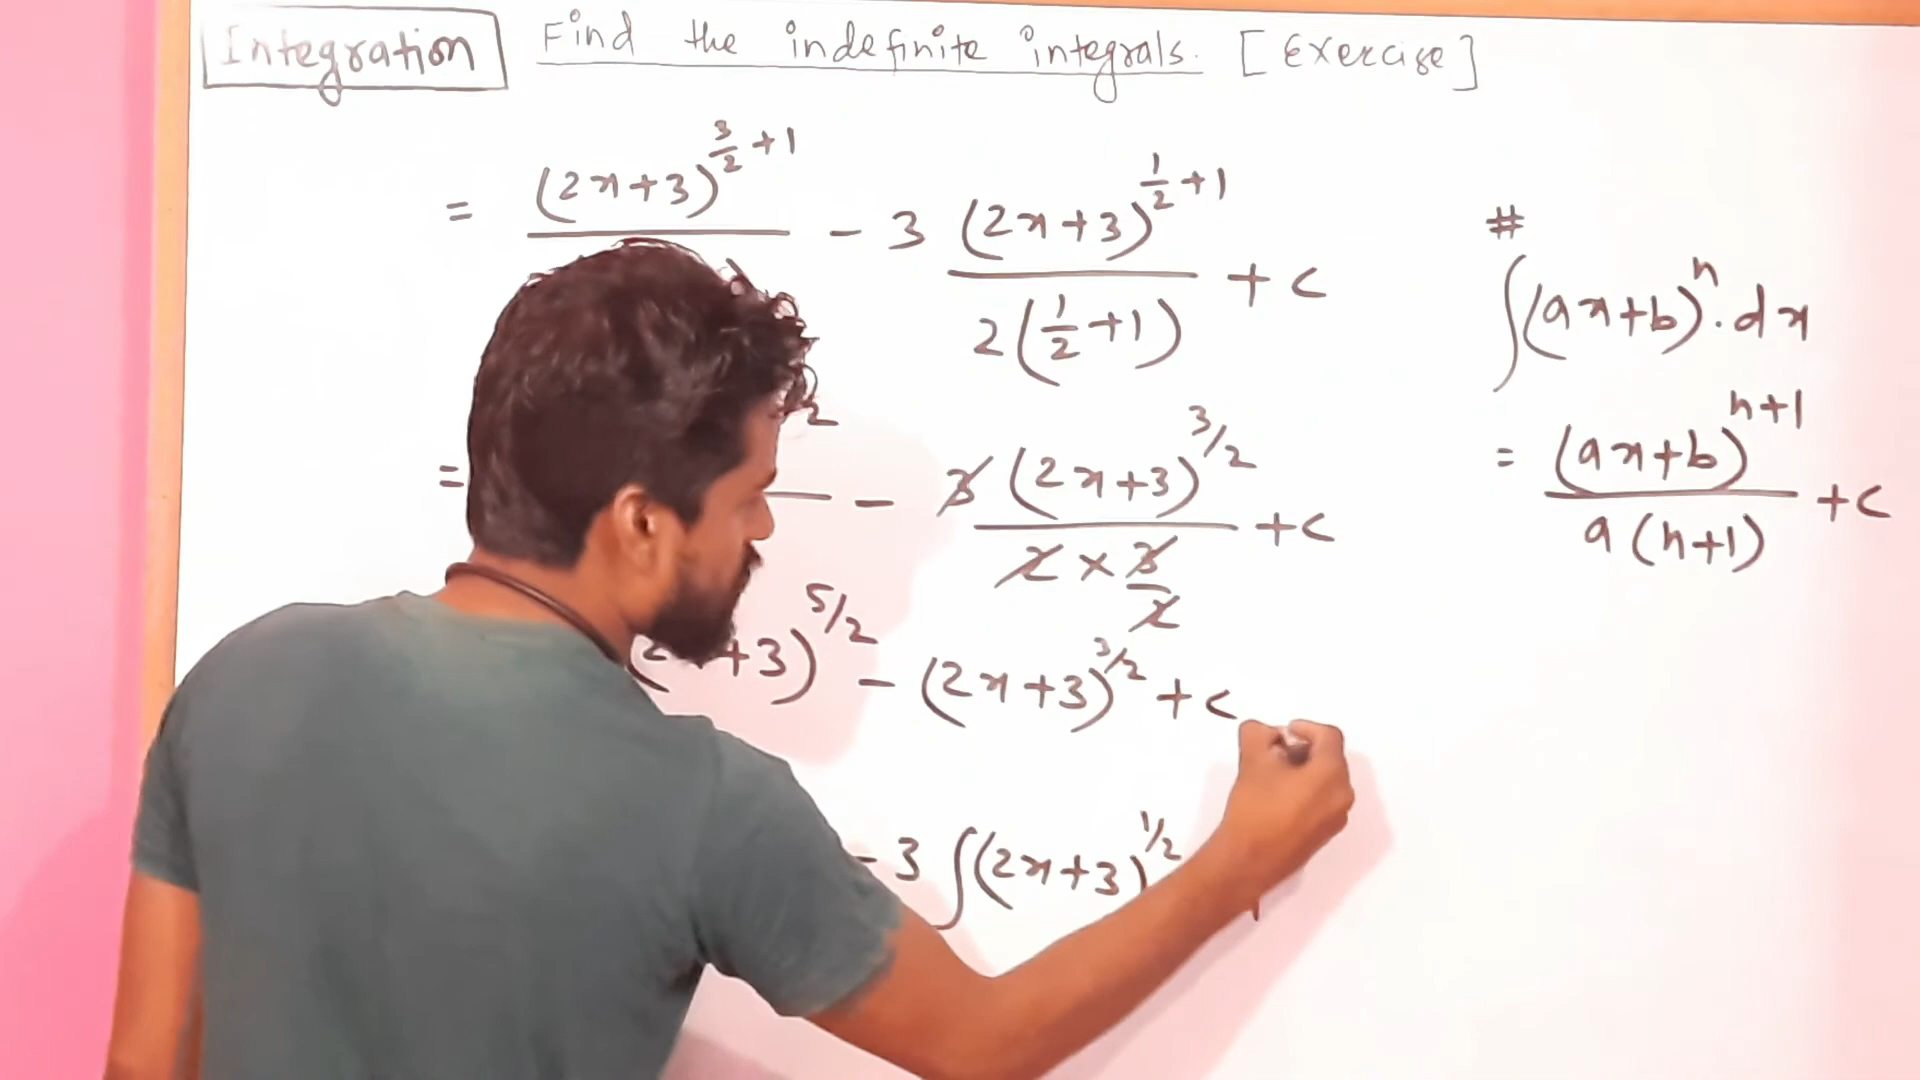 Integration Find the indefinite integrals. [Exercise]
= (2x+3)^{3/2+1} / - 3 (2x+3)^{1/2+1} / 2(1/2+1) + c
#
∫(ax+b)^n.dx
= 2 / - 3(2x+3)^{3/2} / 2×3/2 + c
= (ax+b)^{n+1} / a(n+1) + c
(2x+3)^{5/2} - (2x+3)^{3/2} + c
- 3 ∫(2x+3)^{1/2}